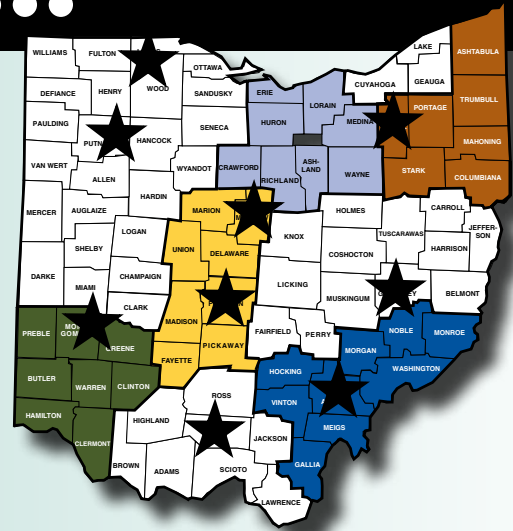 WILLIAMS
FULTON
OTTAWA
LAKE
ASHTABULA
DEFIANCE
HENRY
WOOD
SANDUSKY
ERIE
LORAIN
CUYAHOGA
GEAUGA
TRUMBULL
PAULDING
PUTN
HANCOCK
SENECA
HURON
MEDINA
PORTAGE
MAHONING
VAN WERT
ALLEN
WYANDOT
CRAWFORD
RICHLAND
ASH-
LAND
WAYNE
STARK
COLUMBIANA
MERCER
AUGLAIZE
HARDIN
MARION
HOLMES
CARROLL
LOGAN
UNION
DELAWARE
KNOX
COSHOCTON
TUSCARAWAS
HARRISON
JEFFER-
SON
SHELBY
DARKE
MIAMI
CHAMPAIGN
LICKING
MUSKINGUM
BELMONT
CLARK
MADISON
PREBLE
GREENE
FAYETTE
PICKAWAY
FAIRFIELD
PERRY
MORGAN
NOBLE
MONROE
BUTLER
WARREN
CLINTON
ROSS
HOCKING
WASHINGTON
HAMILTON
CLERMONT
HIGHLAND
VINTON
MEIGS
BROWN
ADAMS
SCIOTO
JACKSON
GALLIA
LAWRENCE